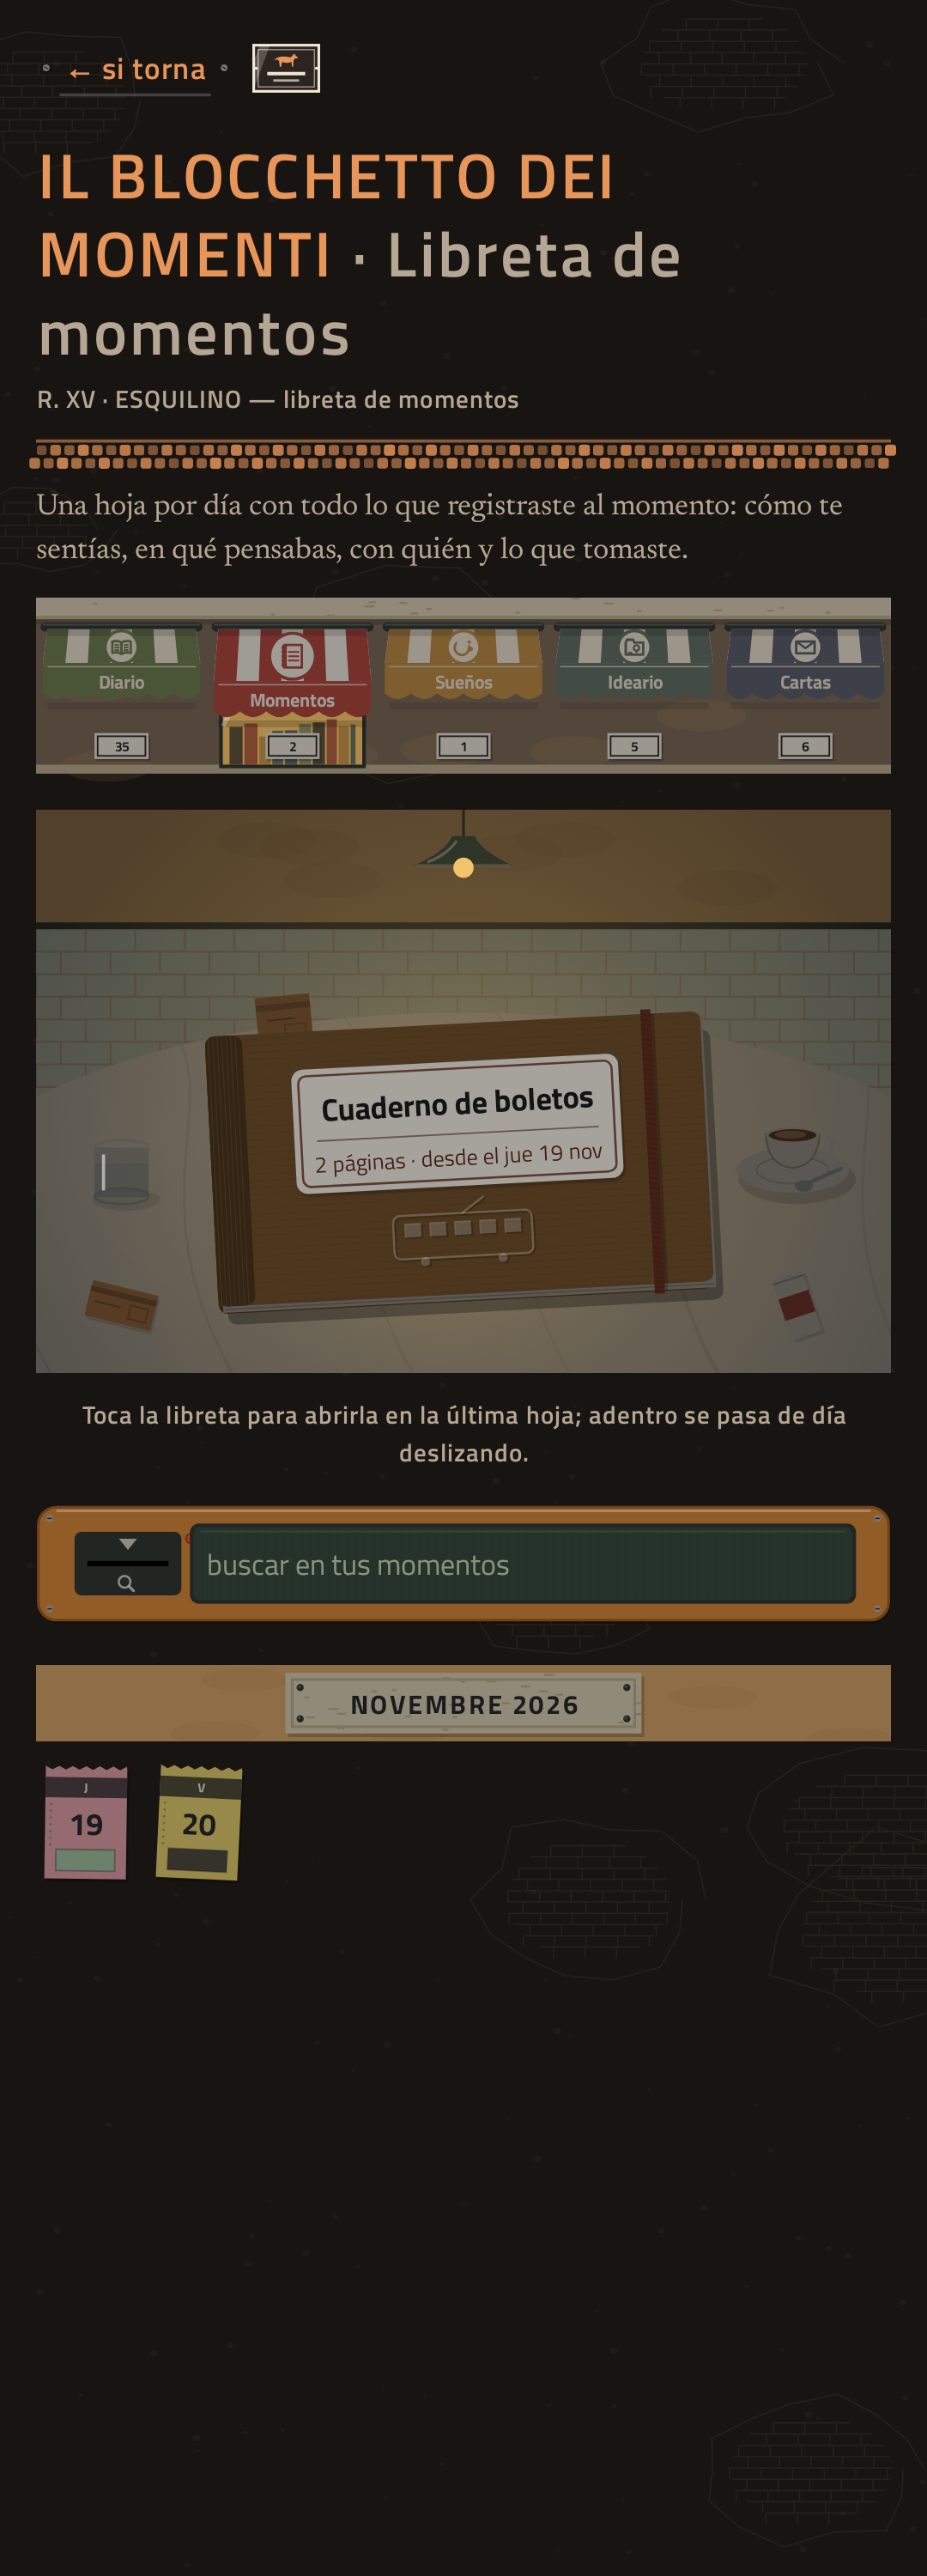 ← si torna
IL BLOCCHETTO DEI
MOMENTI · Libreta de
momentos
R. XV · ESQUILINO — libreta de momentos
Una hoja por día con todo lo que registraste al momento: cómo te
sentías, en qué pensabas, con quién y lo que tomaste.
Diario
Momentos
Sueños
Ideario
Cartas
35
2
1
5
6
Cuaderno de boletos
2 páginas · desde el jue 19 nov
Toca la libreta para abrirla en la última hoja; adentro se pasa de día
deslizando.
buscar en tus momentos
NOVEMBRE 2026
J
V
19
20